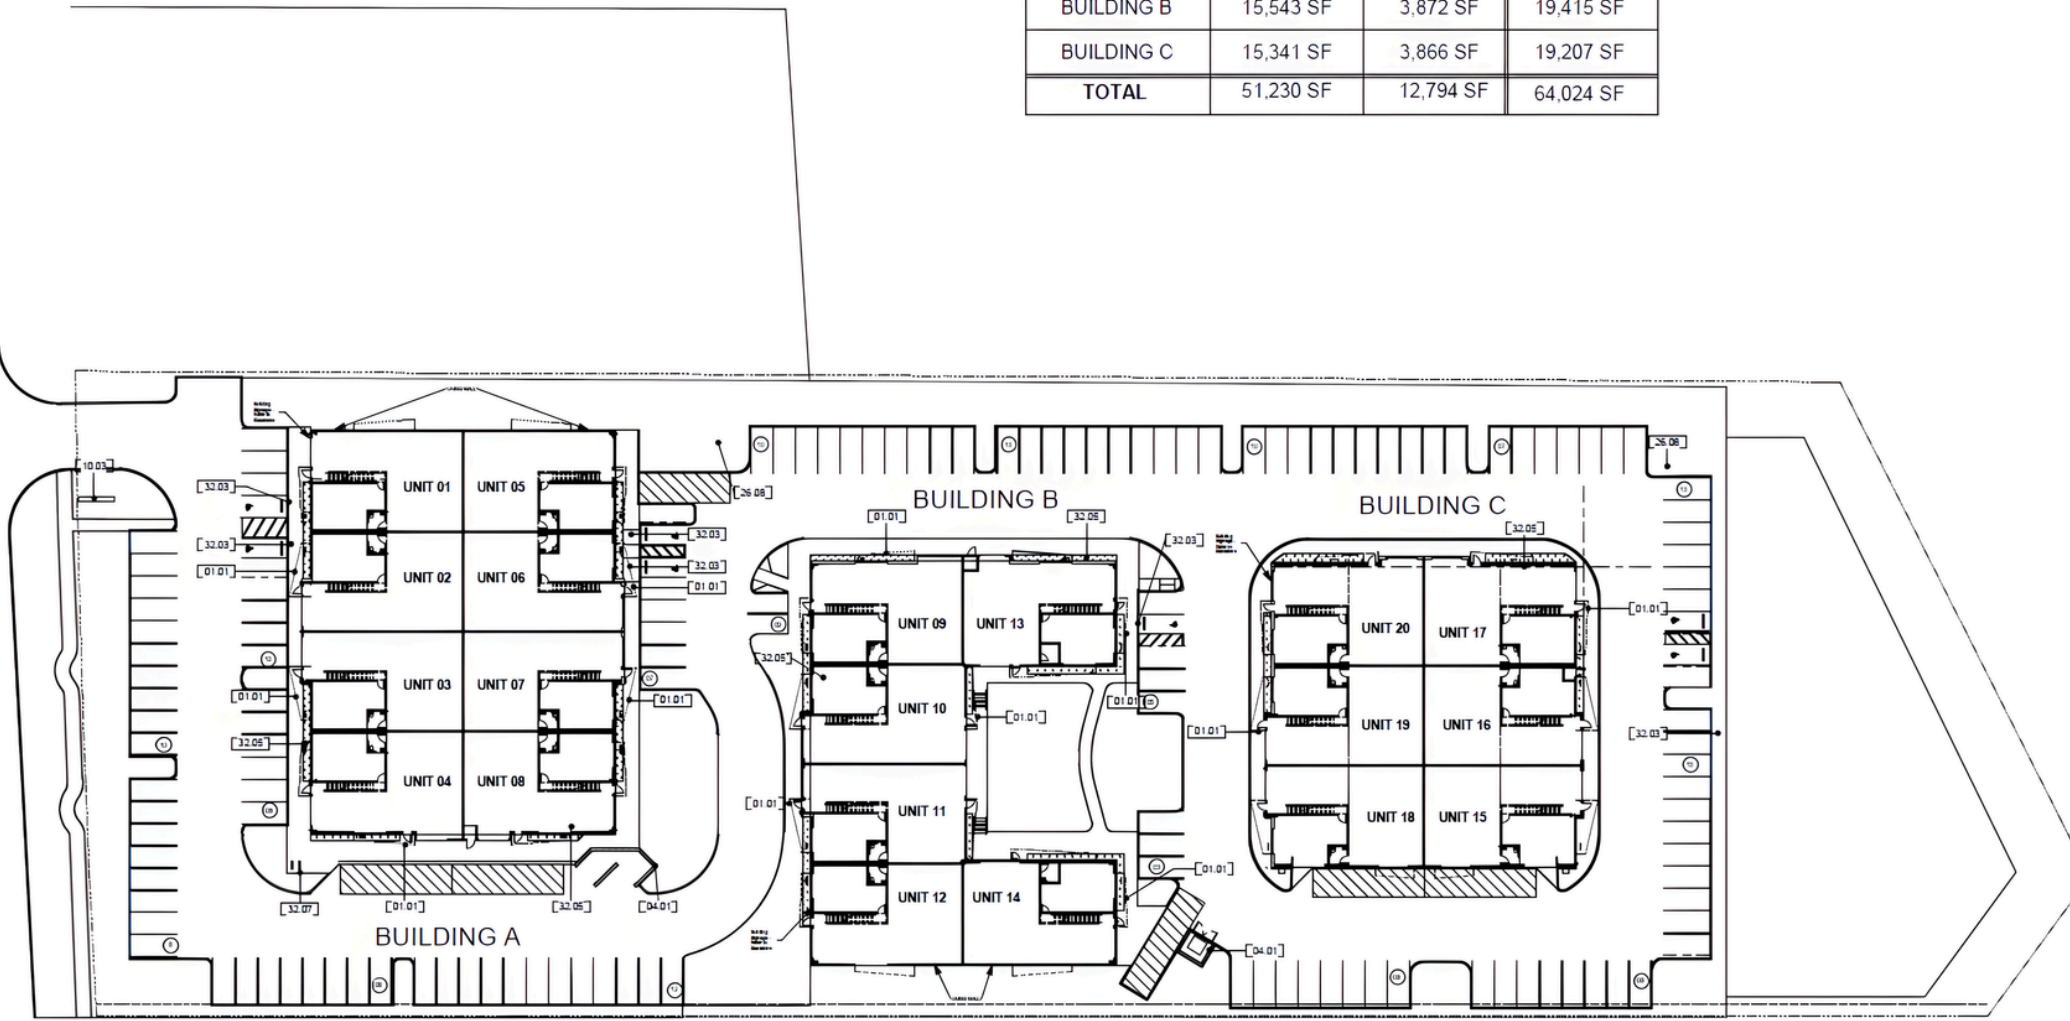 BUILDING B 15,543 SF 3,872 SF 19,415 SF
BUILDING C 15,341 SF 3,866 SF 19,207 SF
TOTAL 51,230 SF 12,794 SF 64,024 SF
10.03
32.03
32.03
01.01
01.01
32.05
32.07
01.01
32.05
04.01
UNIT 01
UNIT 05
UNIT 02
UNIT 06
UNIT 03
UNIT 07
UNIT 04
UNIT 08
BUILDING A
26.08
32.03
32.03
01.01
01.01
BUILDING B
01.01
32.05
32.03
UNIT 09
UNIT 13
32.05
UNIT 10
01.01
01.01
01.01
UNIT 11
UNIT 12
UNIT 14
01.01
04.01
BUILDING C
32.05
26.08
01.01
UNIT 20
UNIT 17
UNIT 19
UNIT 16
01.01
32.03
UNIT 18
UNIT 15